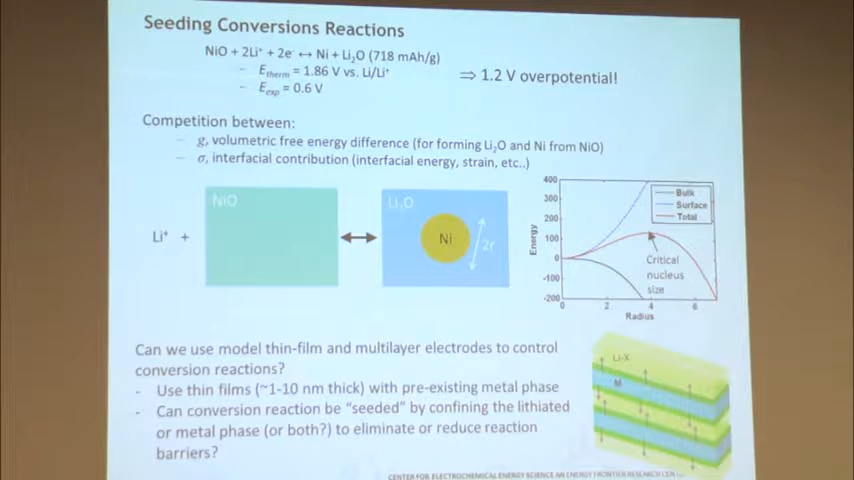 Seeding Conversions Reactions
NiO + 2Li⁺ + 2e⁻ ↔ Ni + Li₂O (718 mAh/g)
- Etherm = 1.86 V vs. Li/Li⁺
⇒ 1.2 V overpotential!
- Eexp = 0.6 V
Competition between:
- g, volumetric free energy difference (for forming Li₂O and Ni from NiO)
- σ, interfacial contribution (interfacial energy, strain, etc..)
Li⁺ +
NiO
Li₂O
Ni
2r
Energy
400
300
200
100
0
-100
-200
Bulk
Surface
Total
Critical
nucleus
size
0 2 4 6
Radius
Can we use model thin-film and multilayer electrodes to control
conversion reactions?
- Use thin films (~1-10 nm thick) with pre-existing metal phase
- Can conversion reaction be "seeded" by confining the lithiated
or metal phase (or both?) to eliminate or reduce reaction
barriers?
Li-X
M
CENTER FOR ELECTROCHEMICAL ENERGY SCIENCE AN ENERGY FRONTIER RESEARCH